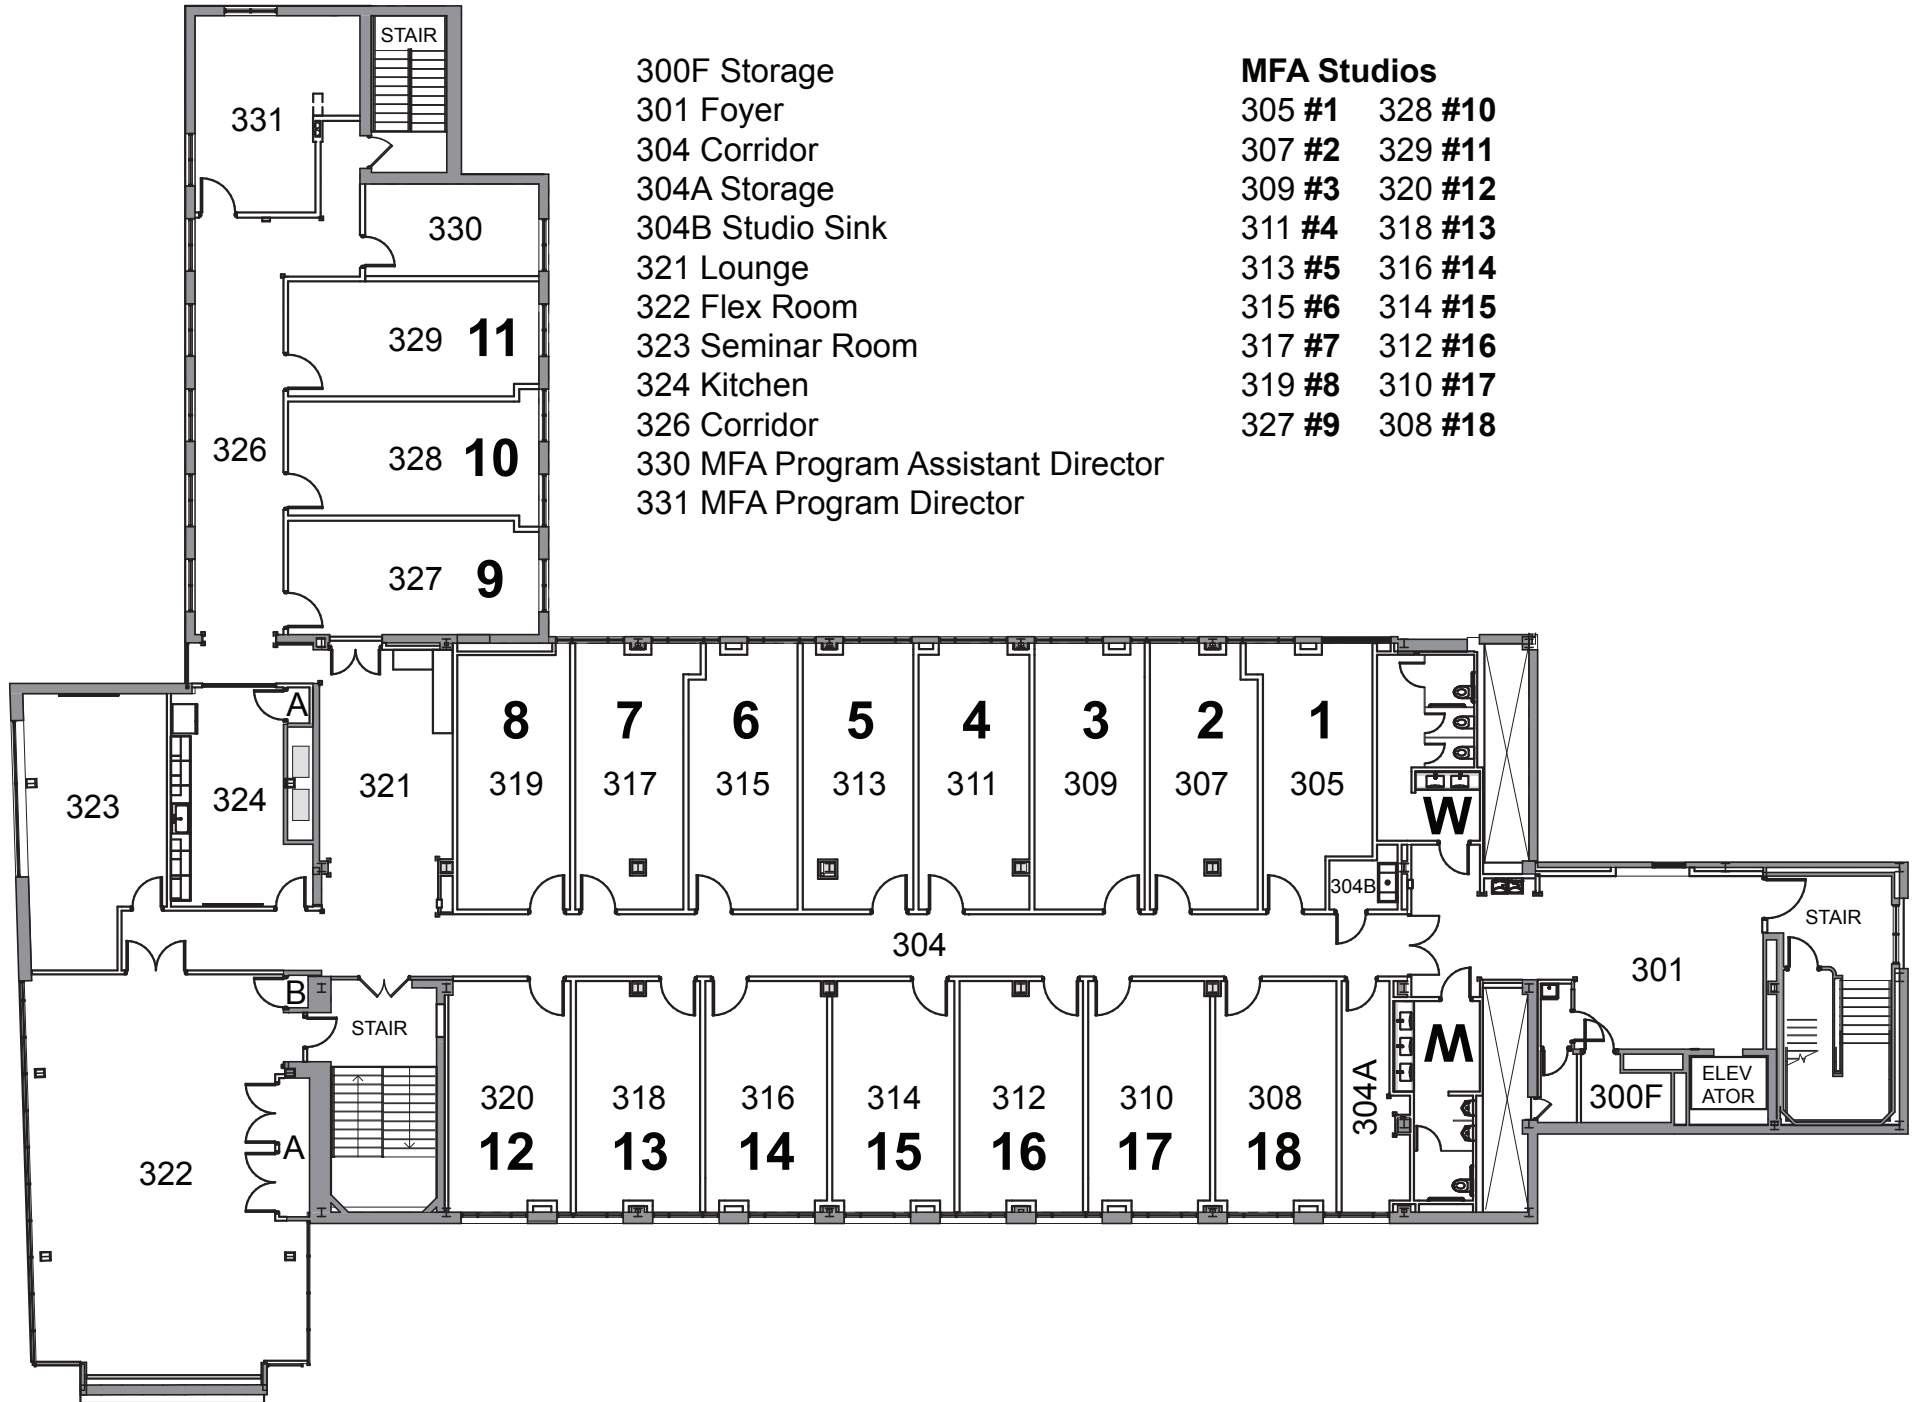 STAIR
331
330
329 11
326
328 10
327 9
300F Storage
301 Foyer
304 Corridor
304A Storage
304B Studio Sink
321 Lounge
322 Flex Room
323 Seminar Room
324 Kitchen
326 Corridor
330 MFA Program Assistant Director
331 MFA Program Director
MFA Studios
305 #1 328 #10
307 #2 329 #11
309 #3 320 #12
311 #4 318 #13
313 #5 316 #14
315 #6 314 #15
317 #7 312 #16
319 #8 310 #17
327 #9 308 #18
A
8 7 6 5 4 3 2 1
323 324 321 319 317 315 313 311 309 307 305
W
304B
304
STAIR
301
B
STAIR
M
320 318 316 314 312 310 308
12 13 14 15 16 17 18
304A
300F
ELEV
ATOR
A
322